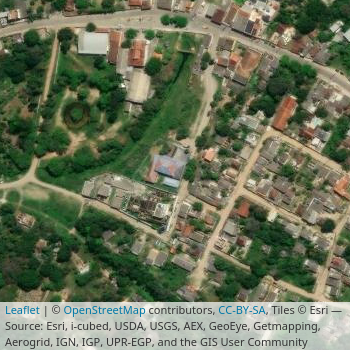 Leaflet | © OpenStreetMap contributors, CC-BY-SA, Tiles © Esri —
Source: Esri, i-cubed, USDA, USGS, AEX, GeoEye, Getmapping,
Aerogrid, IGN, IGP, UPR-EGP, and the GIS User Community